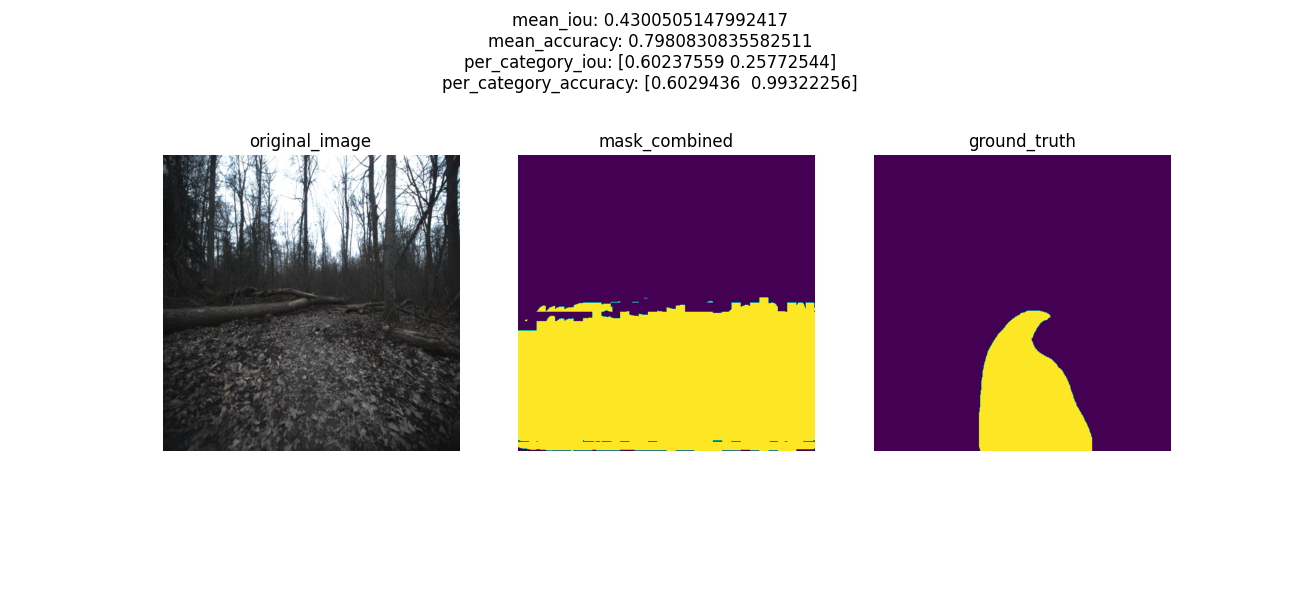 mean_iou: 0.4300505147992417
mean_accuracy: 0.7980830835582511
per_category_iou: [0.60237559 0.25772544]
per_category_accuracy: [0.6029436  0.99322256]
original_image
mask_combined
ground_truth